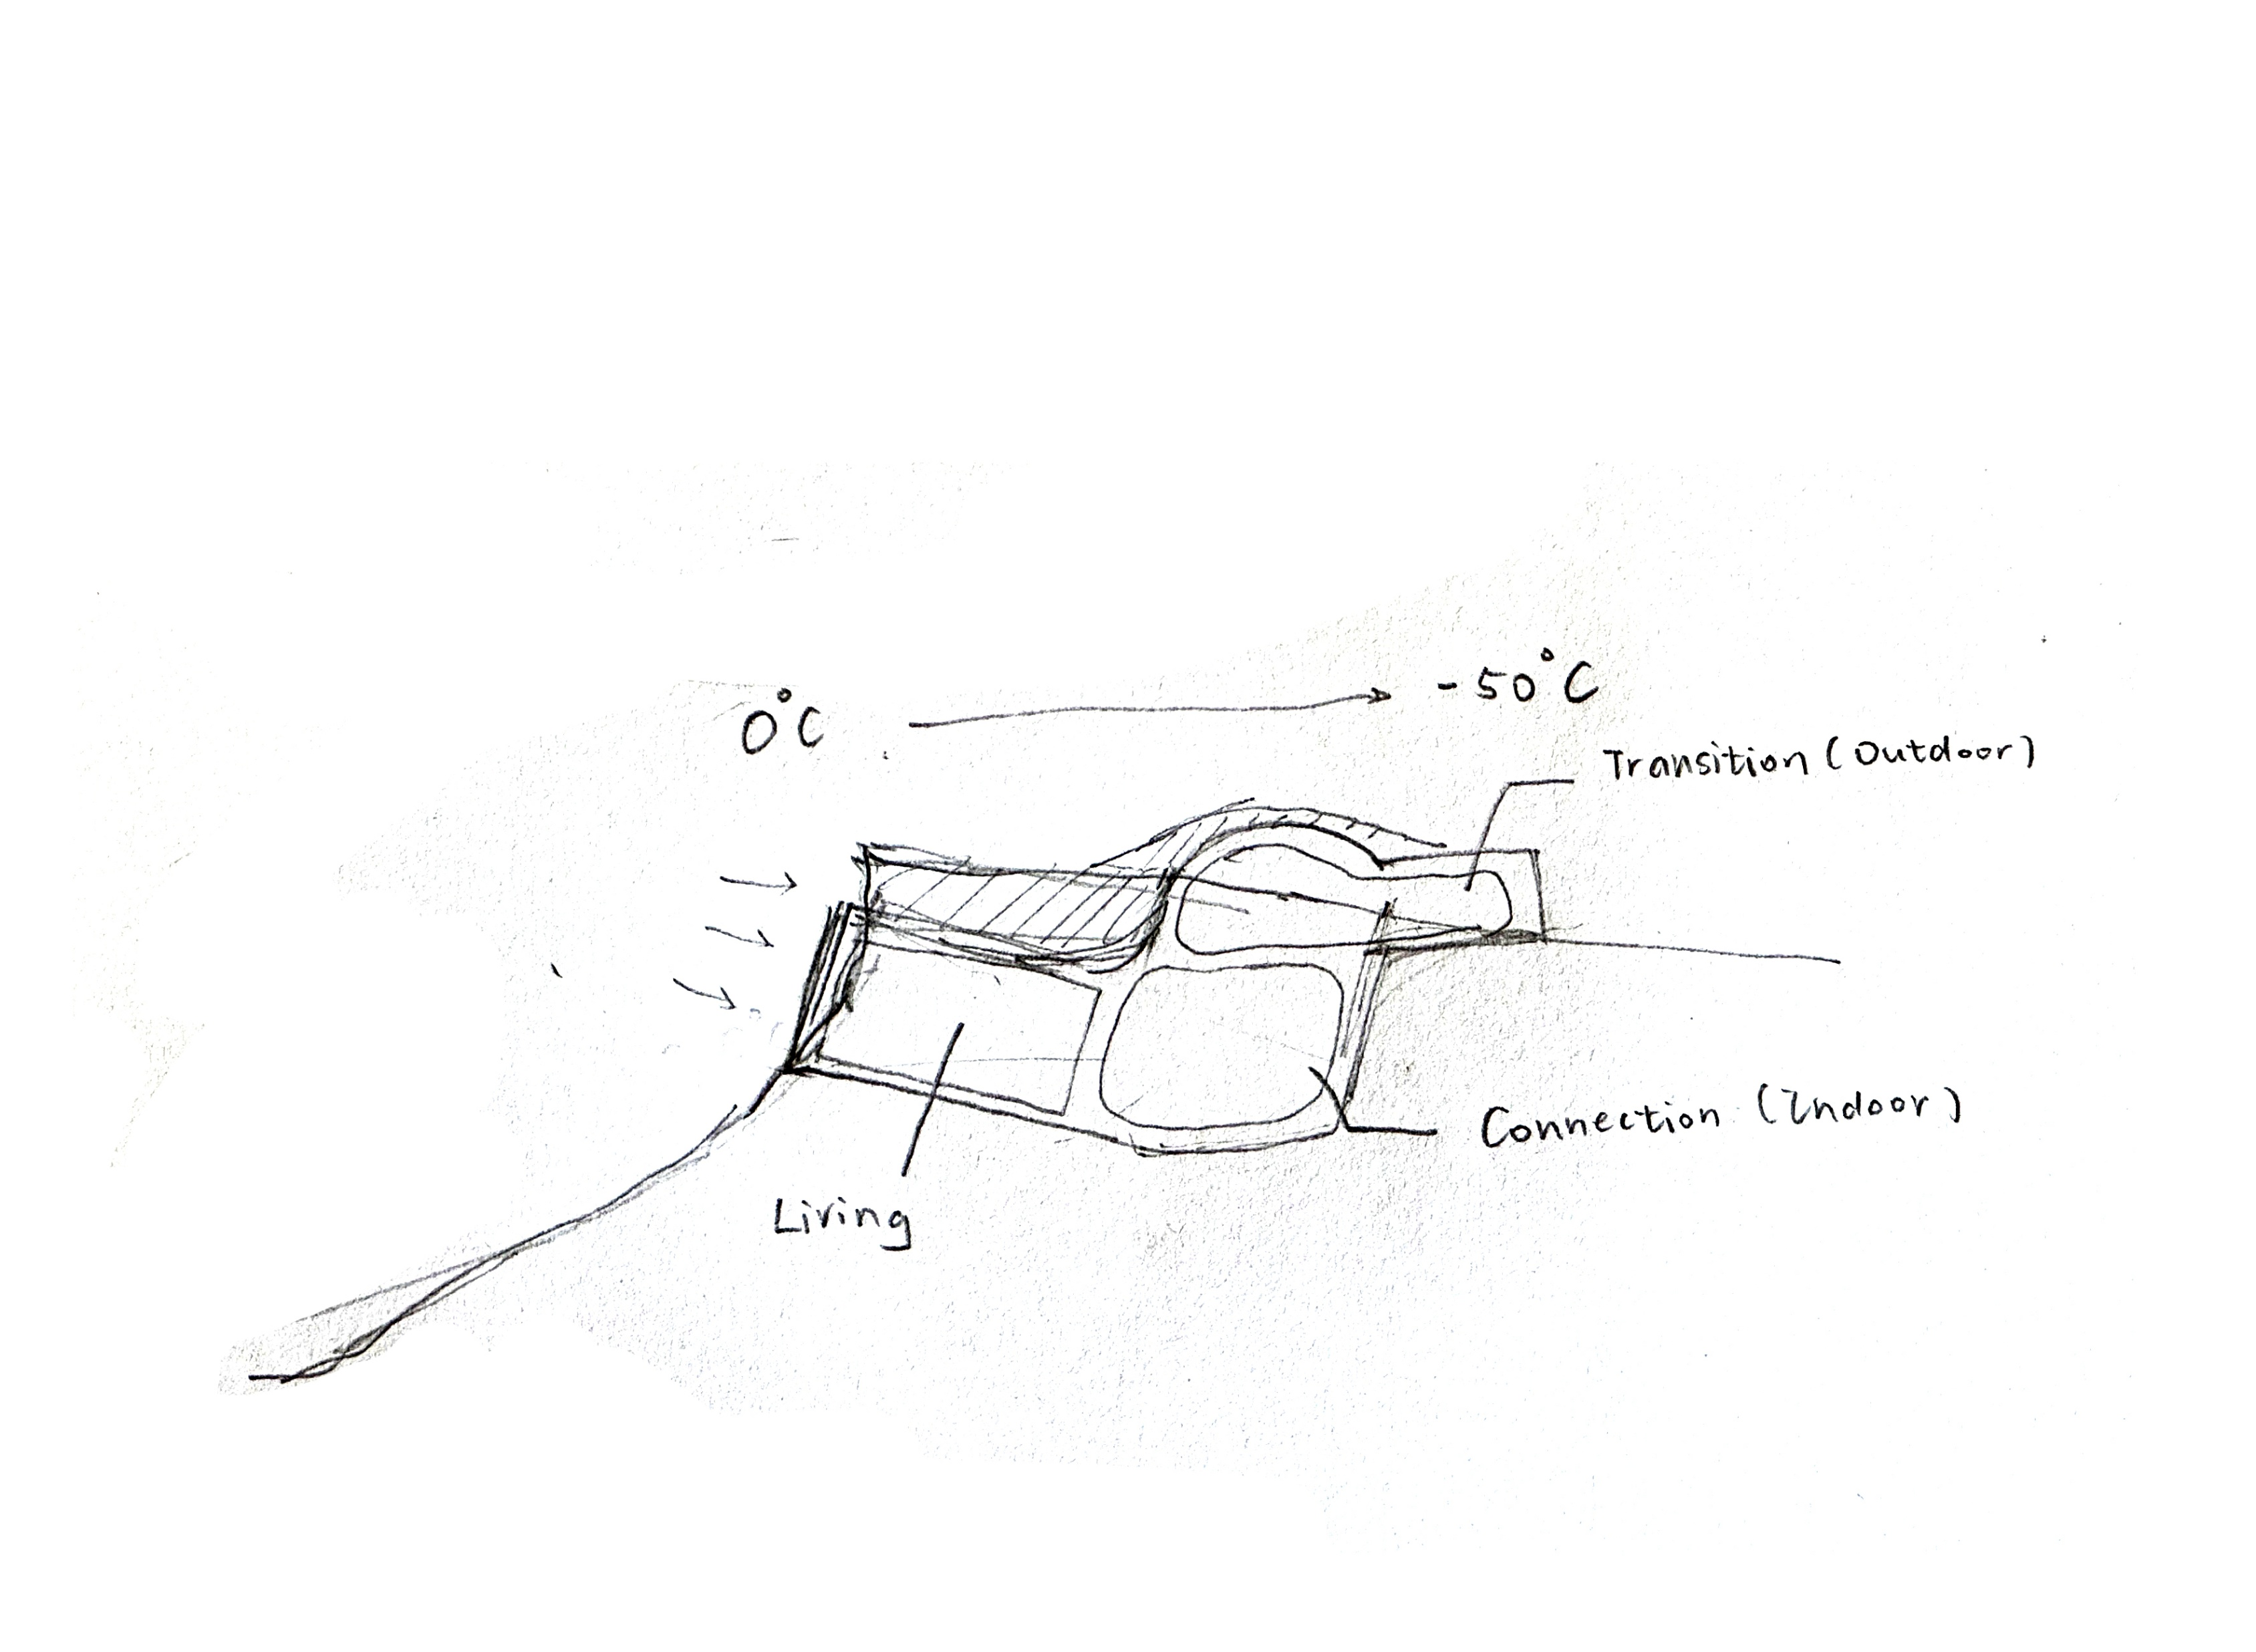 0°C
-50°C
Transition (Outdoor)
Connection (Indoor)
Living